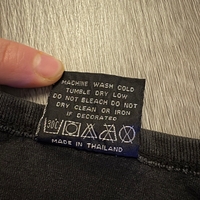 MACHINE WASH COLD
TUMBLE DRY LOW
DO NOT BLEACH DO NOT
DRY CLEAN OR IRON
IF DECORATED
30°C
MADE IN THAILAND